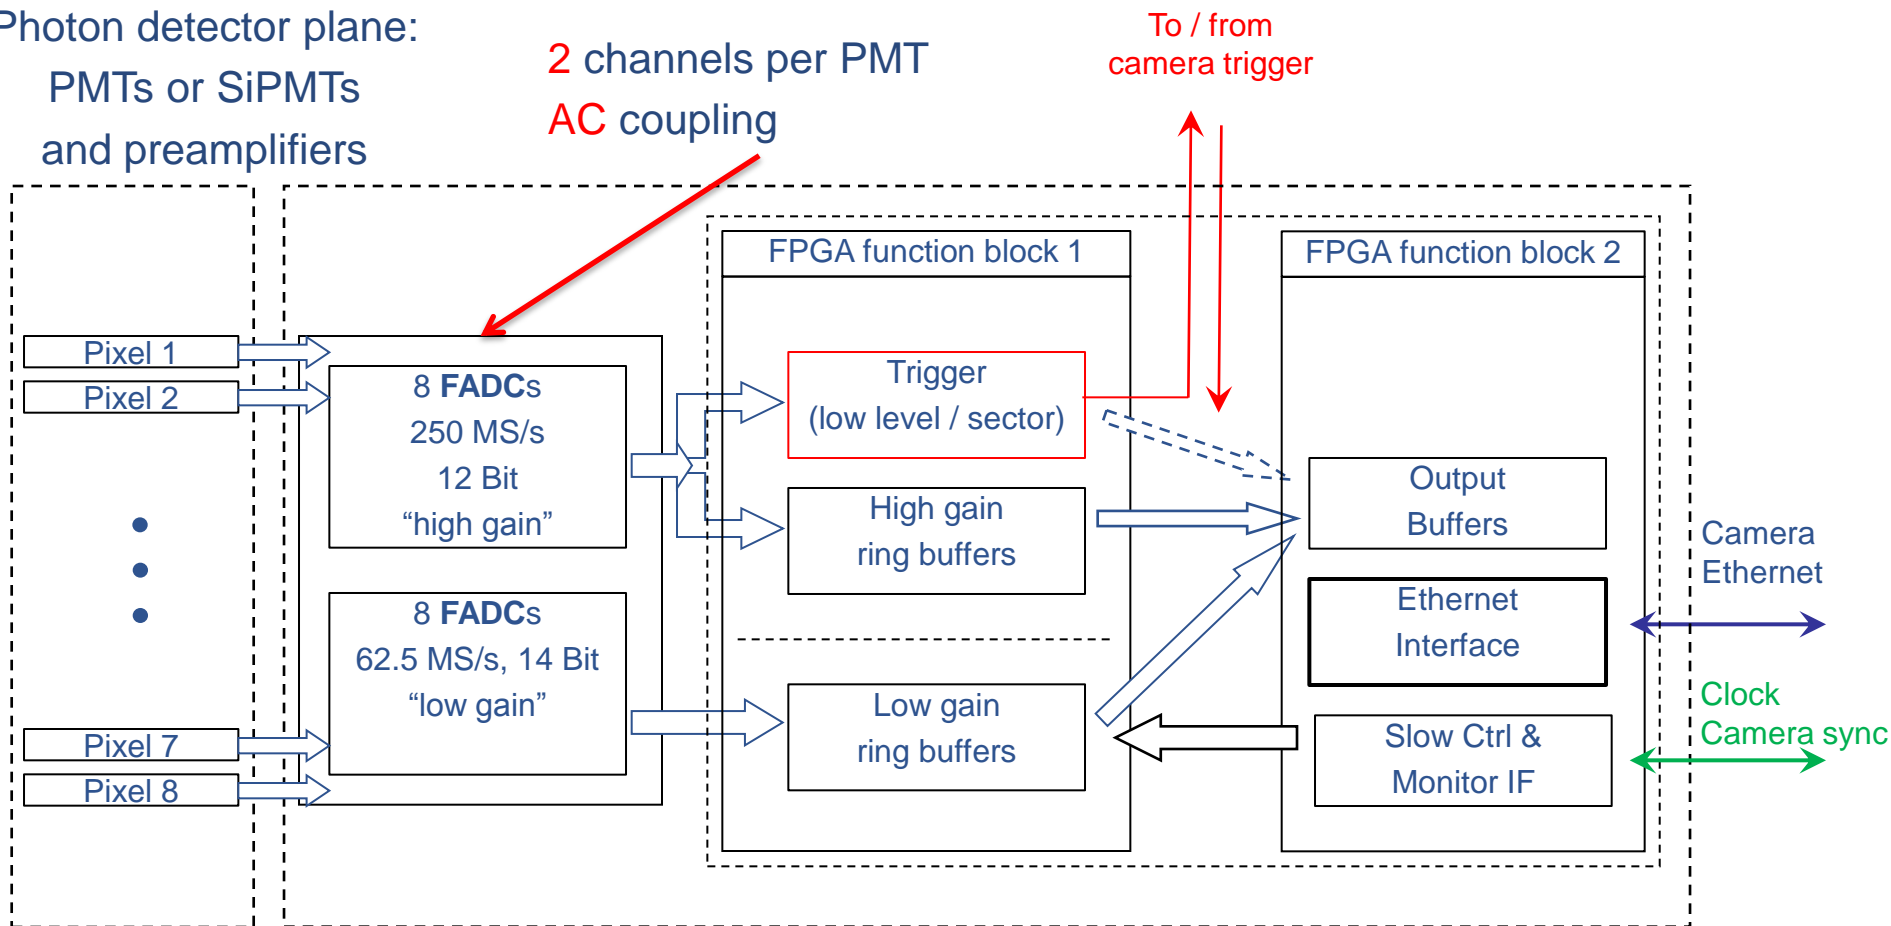 Photon detector plane:
PMTs or SiPMTs
and preamplifiers
2 channels per PMT
AC coupling
To / from
camera trigger
FPGA function block 1
FPGA function block 2
Pixel 1
Pixel 2
Pixel 7
Pixel 8
8 FADCs
250 MS/s
12 Bit
“high gain”
8 FADCs
62.5 MS/s, 14 Bit
“low gain”
Trigger
(low level / sector)
High gain
ring buffers
Low gain
ring buffers
Output
Buffers
Ethernet
Interface
Slow Ctrl &
Monitor IF
Camera
Ethernet
Clock
Camera sync